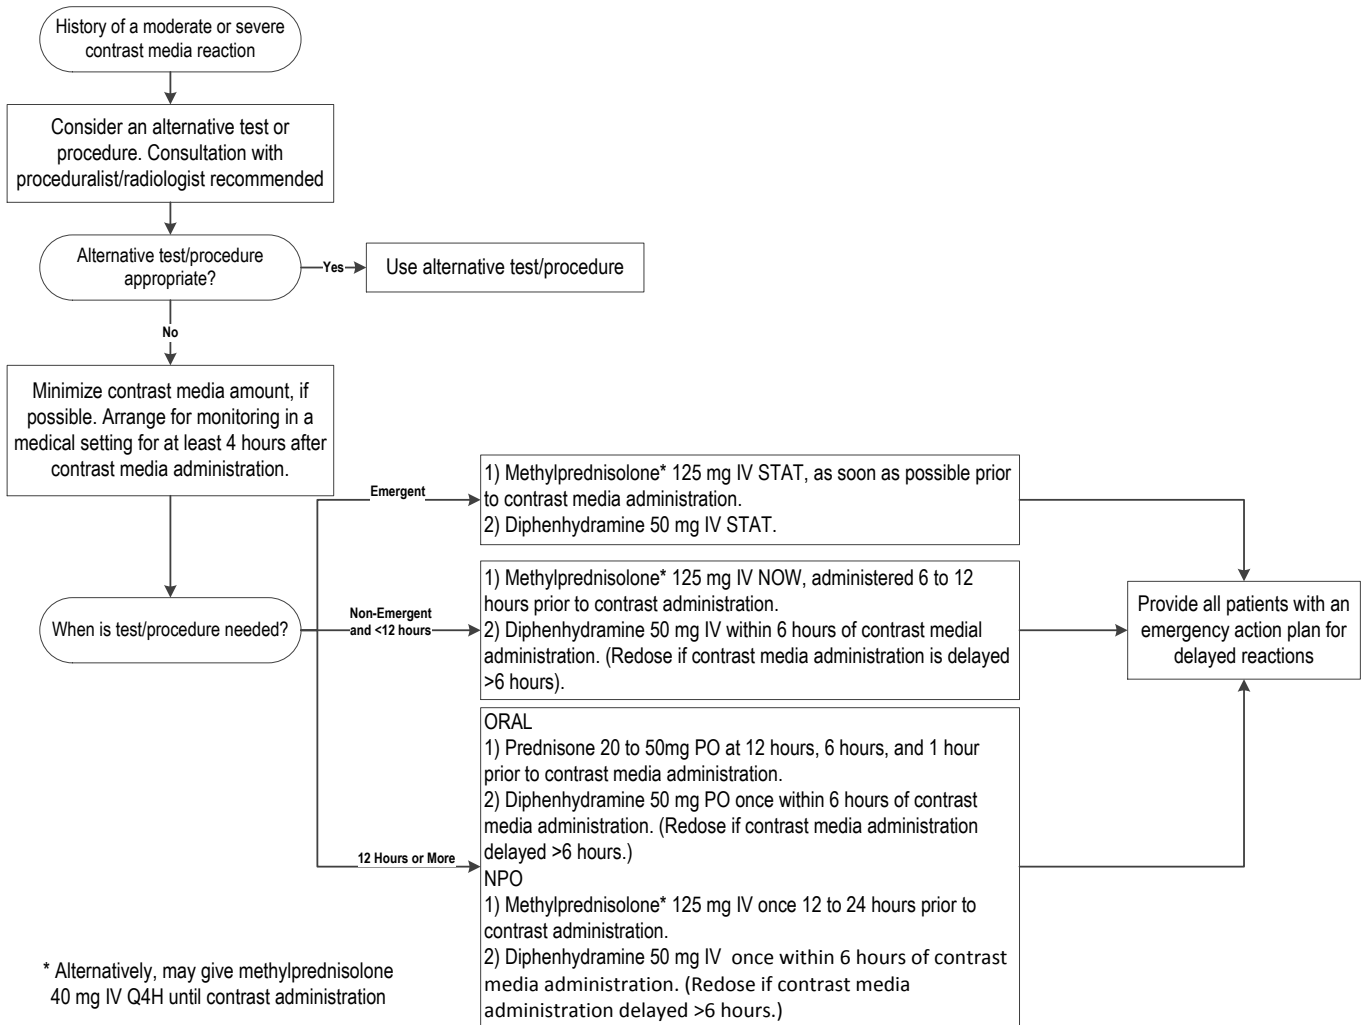 History of a moderate or severe
contrast media reaction
Consider an alternative test or
procedure. Consultation with
proceduralist/radiologist recommended
Alternative test/procedure
appropriate?
Yes
Use alternative test/procedure
No
Minimize contrast media amount, if
possible. Arrange for monitoring in a
medical setting for at least 4 hours after
contrast media administration.
When is test/procedure needed?
Emergent
1) Methylprednisolone* 125 mg IV STAT, as soon as possible prior
to contrast media administration.
2) Diphenhydramine 50 mg IV STAT.
Non-Emergent
and <12 hours
1) Methylprednisolone* 125 mg IV NOW, administered 6 to 12
hours prior to contrast administration.
2) Diphenhydramine 50 mg IV within 6 hours of contrast medial
administration. (Redose if contrast media administration is delayed
>6 hours).
12 Hours or More
ORAL
1) Prednisone 20 to 50mg PO at 12 hours, 6 hours, and 1 hour
prior to contrast media administration.
2) Diphenhydramine 50 mg PO once within 6 hours of contrast
media administration. (Redose if contrast media administration
delayed >6 hours.)
NPO
1) Methylprednisolone* 125 mg IV once 12 to 24 hours prior to
contrast administration.
2) Diphenhydramine 50 mg IV once within 6 hours of contrast
media administration. (Redose if contrast media
administration delayed >6 hours.)
Provide all patients with an
emergency action plan for
delayed reactions
* Alternatively, may give methylprednisolone
40 mg IV Q4H until contrast administration